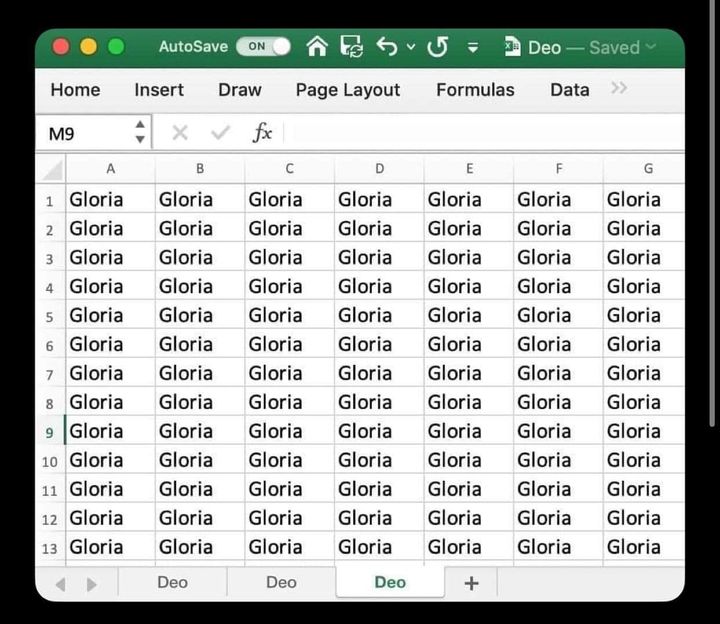 AutoSave ON Deo — Saved
Home Insert Draw Page Layout Formulas Data
M9 fx
A B C D E F G
1 Gloria Gloria Gloria Gloria Gloria Gloria Gloria
2 Gloria Gloria Gloria Gloria Gloria Gloria Gloria
3 Gloria Gloria Gloria Gloria Gloria Gloria Gloria
4 Gloria Gloria Gloria Gloria Gloria Gloria Gloria
5 Gloria Gloria Gloria Gloria Gloria Gloria Gloria
6 Gloria Gloria Gloria Gloria Gloria Gloria Gloria
7 Gloria Gloria Gloria Gloria Gloria Gloria Gloria
8 Gloria Gloria Gloria Gloria Gloria Gloria Gloria
9 Gloria Gloria Gloria Gloria Gloria Gloria Gloria
10 Gloria Gloria Gloria Gloria Gloria Gloria Gloria
11 Gloria Gloria Gloria Gloria Gloria Gloria Gloria
12 Gloria Gloria Gloria Gloria Gloria Gloria Gloria
13 Gloria Gloria Gloria Gloria Gloria Gloria Gloria
Deo Deo Deo +